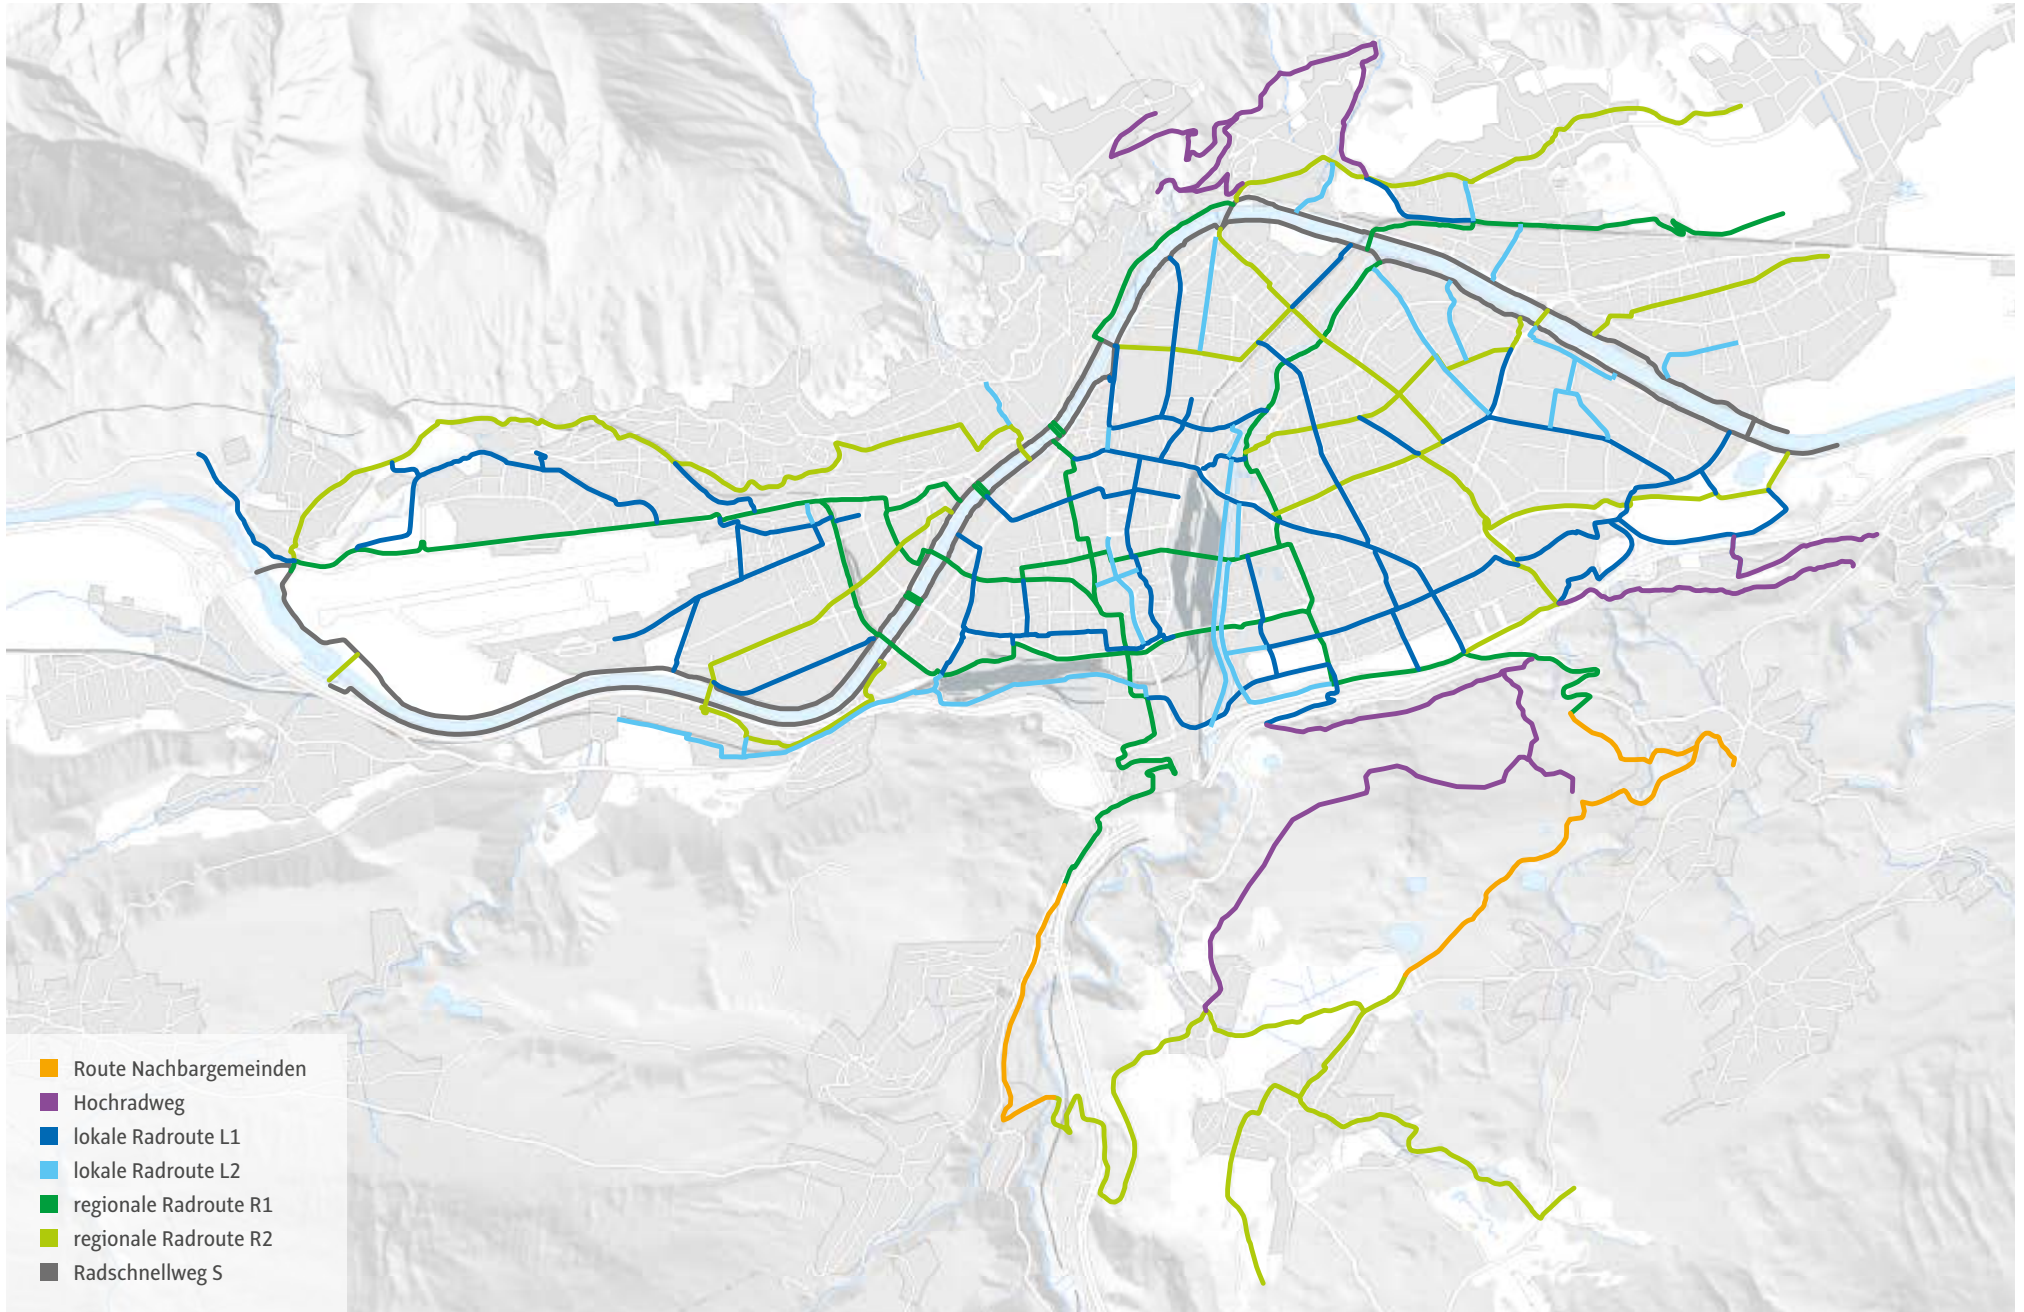 Route Nachbargemeinden
Hochradweg
lokale Radroute L1
lokale Radroute L2
regionale Radroute R1
regionale Radroute R2
Radschnellweg S